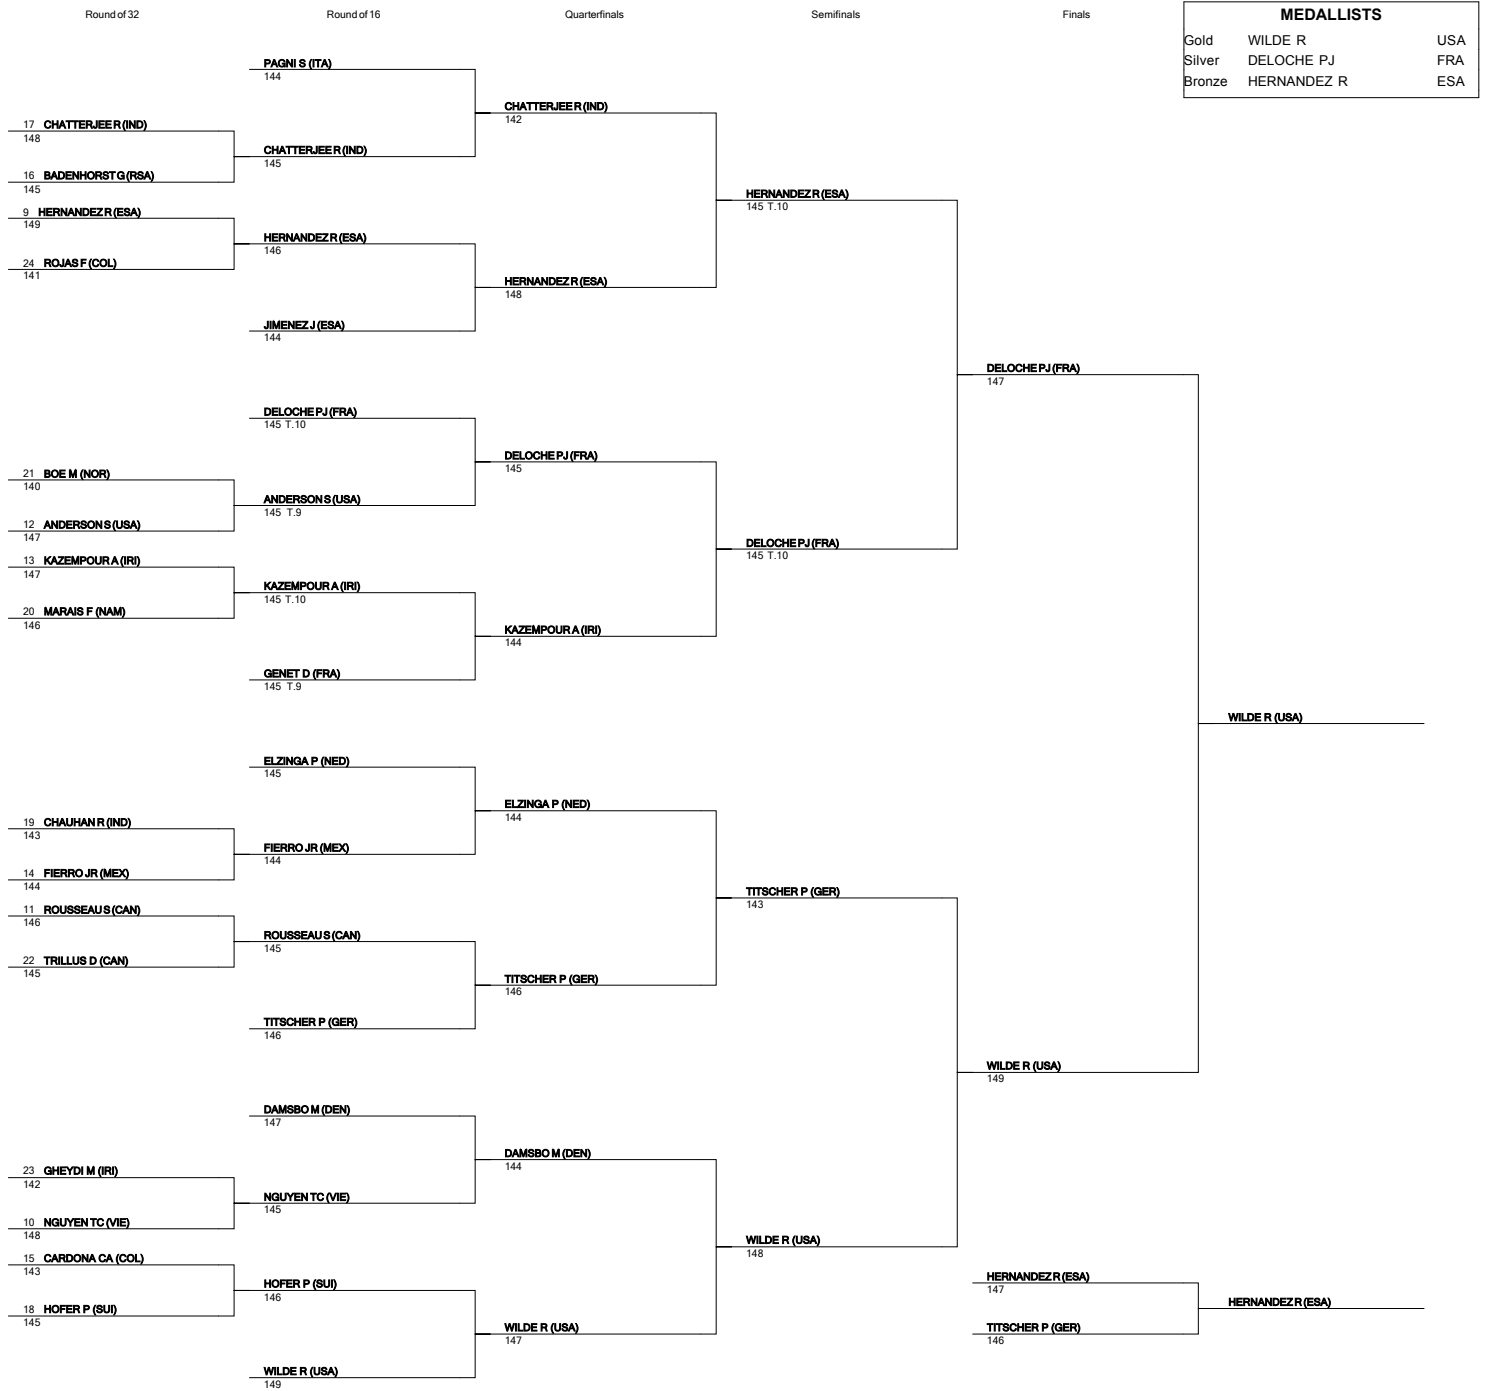 Round of 32
Round of 16
Quarterfinals
Semifinals
Finals
MEDALLISTS
Gold WILDE R USA
Silver DELOCHE PJ FRA
Bronze HERNANDEZ R ESA
17 CHATTERJEE R (IND)
148
16 BADENHORST G (RSA)
145
9 HERNANDEZ R (ESA)
149
24 ROJAS F (COL)
141
21 BOE M (NOR)
140
12 ANDERSON S (USA)
147
13 KAZEMPOUR A (IRI)
147
20 MARAIS F (NAM)
146
19 CHAUHAN R (IND)
143
14 FIERRO JR (MEX)
144
11 ROUSSEAU S (CAN)
146
22 TRILLUS D (CAN)
145
23 GHEYDI M (IRI)
142
10 NGUYEN TC (VIE)
148
15 CARDONA CA (COL)
143
18 HOFER P (SUI)
145
PAGNI S (ITA)
144
CHATTERJEE R (IND)
145
HERNANDEZ R (ESA)
146
JIMENEZ J (ESA)
144
DELOCHE PJ (FRA)
145 T.10
ANDERSON S (USA)
145 T.9
KAZEMPOUR A (IRI)
145 T.10
GENET D (FRA)
145 T.9
ELZINGA P (NED)
145
FIERRO JR (MEX)
144
ROUSSEAU S (CAN)
145
TITSCHER P (GER)
146
DAMSBO M (DEN)
147
NGUYEN TC (VIE)
145
HOFER P (SUI)
146
WILDE R (USA)
149
CHATTERJEE R (IND)
142
HERNANDEZ R (ESA)
148
DELOCHE PJ (FRA)
145
KAZEMPOUR A (IRI)
144
ELZINGA P (NED)
144
TITSCHER P (GER)
146
DAMSBO M (DEN)
144
WILDE R (USA)
147
HERNANDEZ R (ESA)
145 T.10
DELOCHE PJ (FRA)
145 T.10
TITSCHER P (GER)
143
WILDE R (USA)
148
DELOCHE PJ (FRA)
147
WILDE R (USA)
149
HERNANDEZ R (ESA)
147
TITSCHER P (GER)
146
WILDE R (USA)
HERNANDEZ R (ESA)